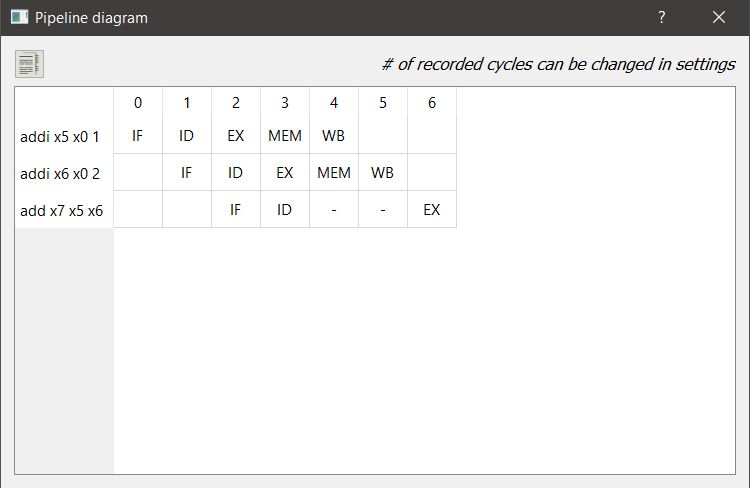 Pipeline diagram ?
# of recorded cycles can be changed in settings
0 1 2 3 4 5 6
addi x5 x0 1 IF ID EX MEM WB
addi x6 x0 2 IF ID EX MEM WB
add x7 x5 x6 IF ID - - EX